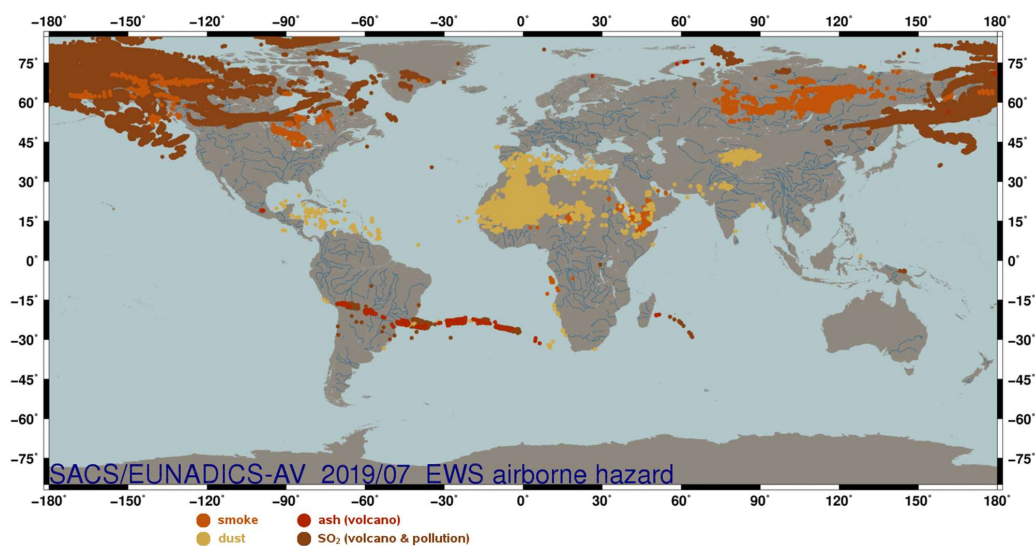 −180° −150° −120° −90° −60° −30° 0° 30° 60° 90° 120° 150° 180°
75° 75°
60° 60°
45° 45°
30° 30°
15° 15°
0° 0°
−15° −15°
−30° −30°
−45° −45°
−60° −60°
−75° −75°
SACS/EUNADICS-AV 2019/07 EWS airborne hazard
−180° −150° −120° −90° −60° −30° 0° 30° 60° 90° 120° 150° 180°
smoke ash (volcano)
dust SO₂ (volcano & pollution)